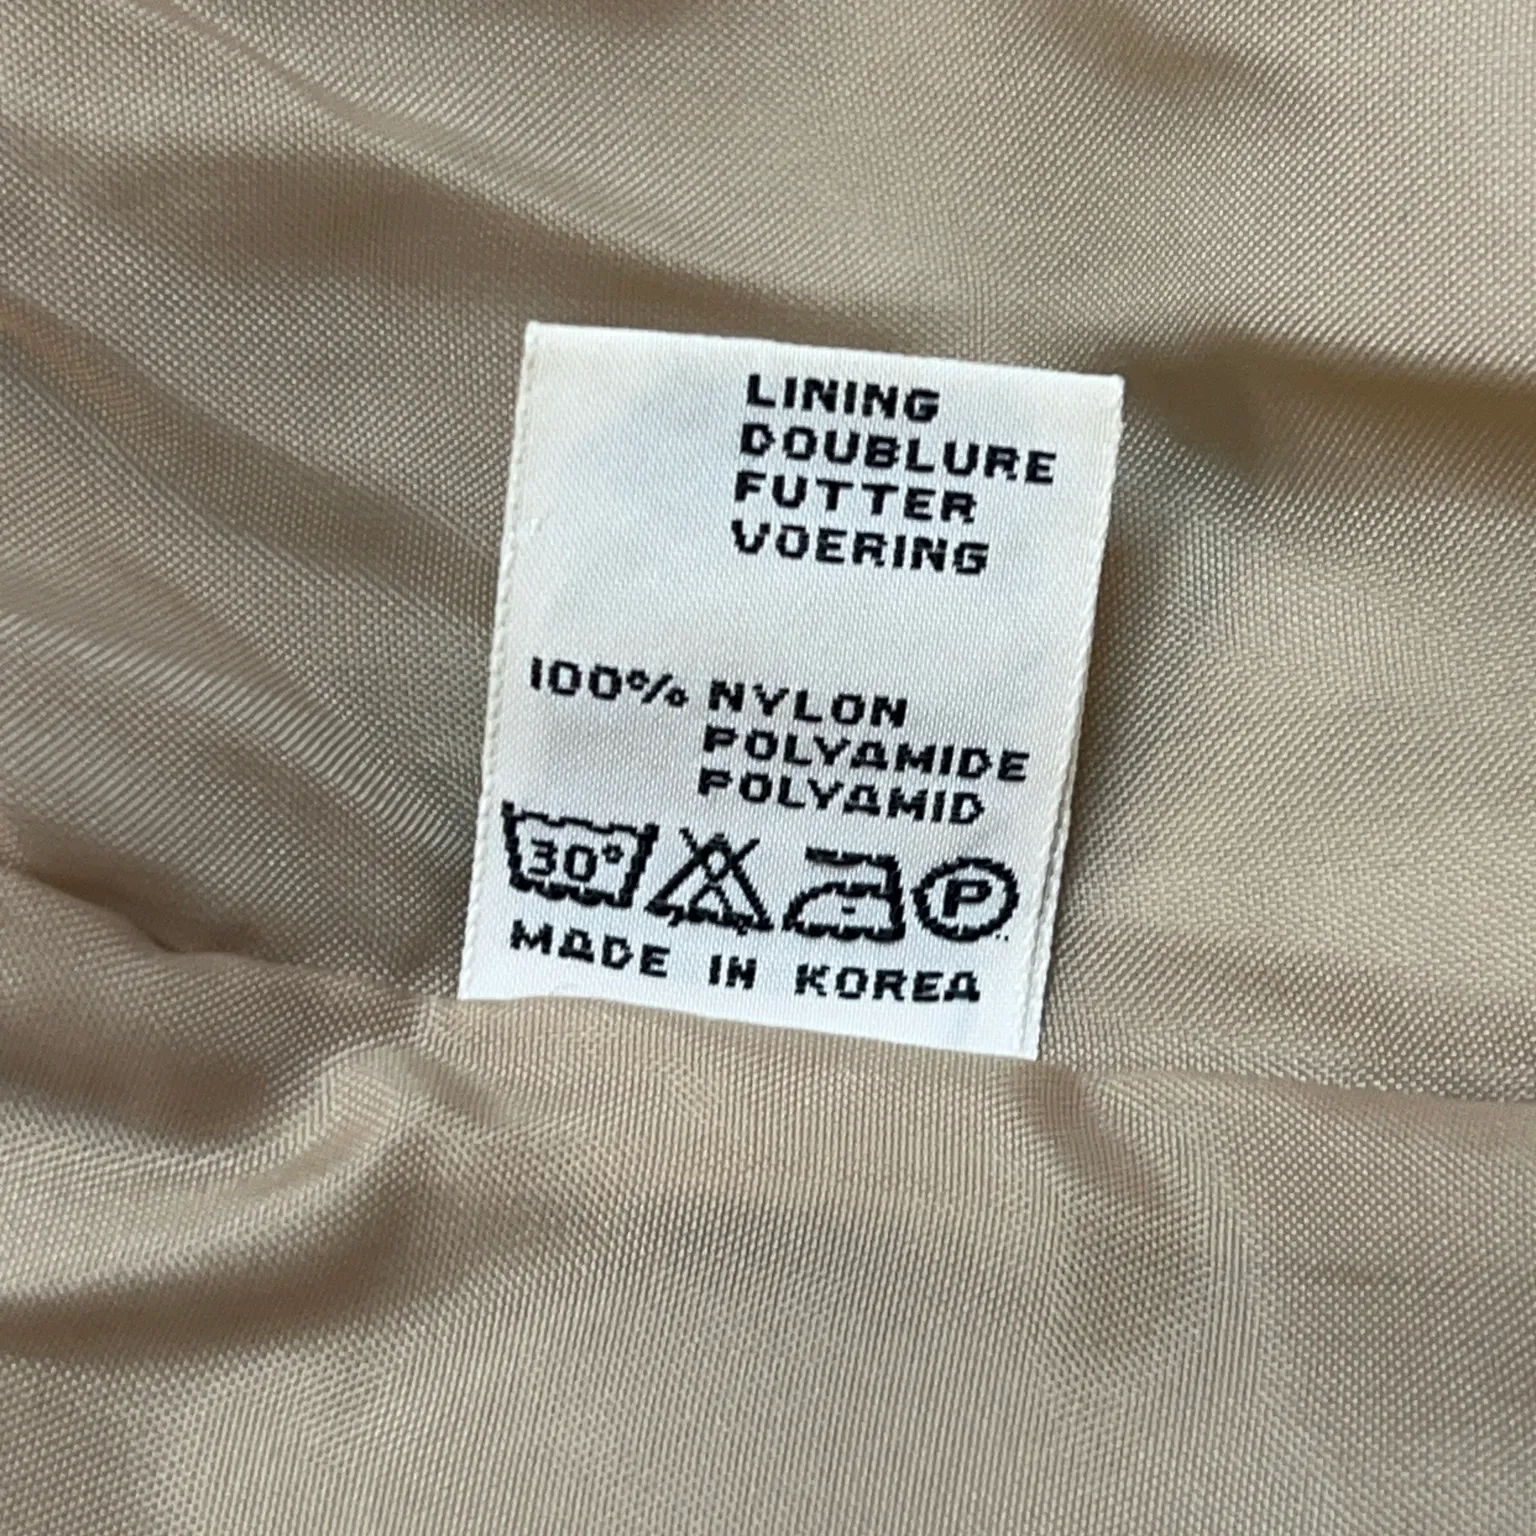 LINING
DOUBLURE
FUTTER
VOERING
100% NYLON
POLYAMIDE
POLYAMID
30° P
MADE IN KOREA